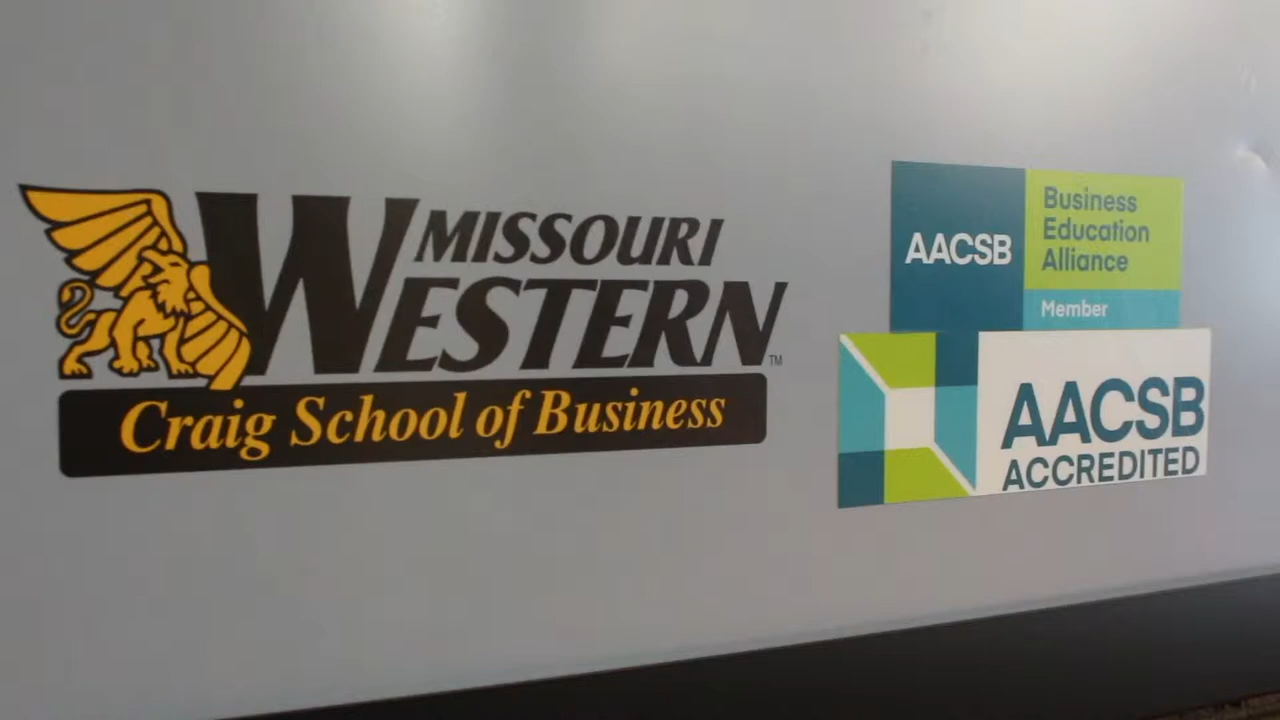 MISSOURI
WESTERN
TM
Craig School of Business
AACSB
Business
Education
Alliance
Member
AACSB
ACCREDITED